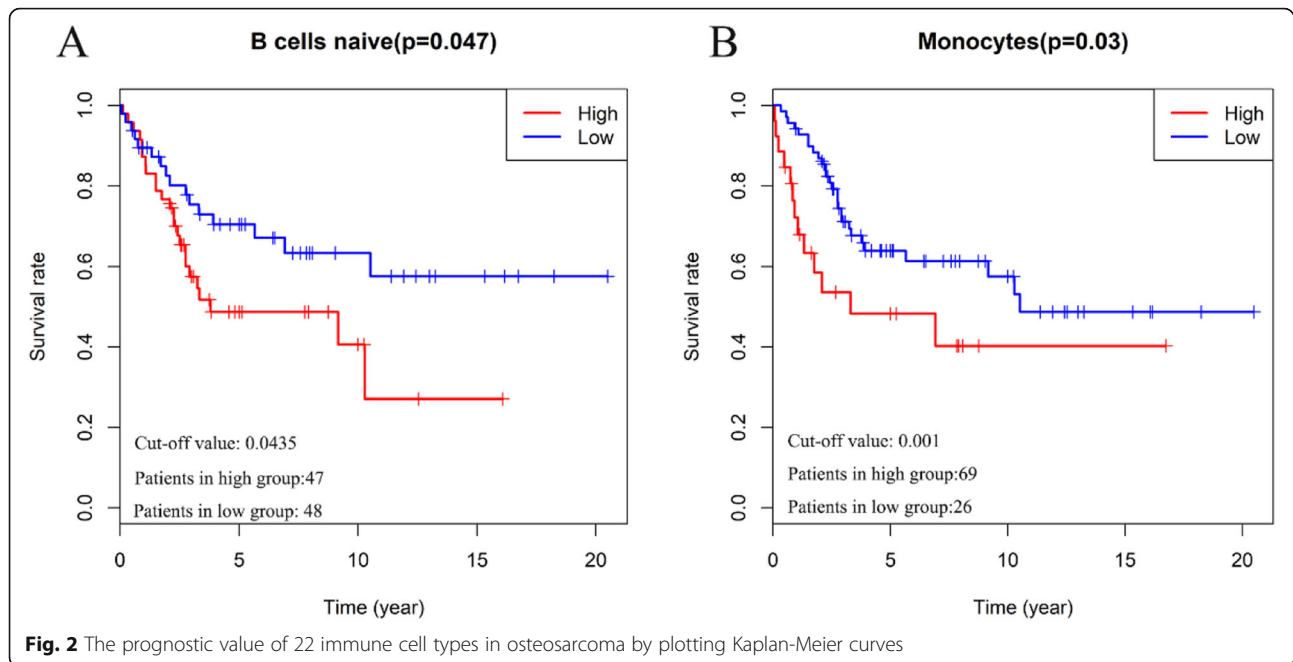 A
B cells naive(p=0.047)
High
Low
Survival rate
1.0
0.8
0.6
0.4
0.2
0.0
Cut-off value: 0.0435
Patients in high group:47
Patients in low group: 48
0 5 10 15 20
Time (year)
B
Monocytes(p=0.03)
High
Low
Survival rate
1.0
0.8
0.6
0.4
0.2
0.0
Cut-off value: 0.001
Patients in high group:69
Patients in low group:26
0 5 10 15 20
Time (year)
Fig. 2 The prognostic value of 22 immune cell types in osteosarcoma by plotting Kaplan-Meier curves